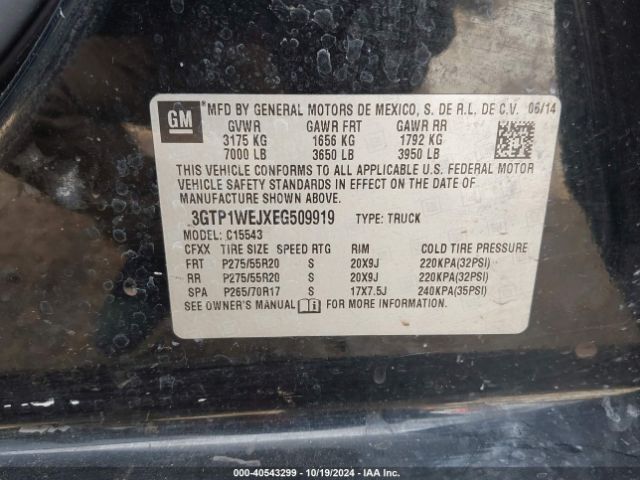 GM MFD BY GENERAL MOTORS DE MEXICO, S. DE R.L. DE C.V. 06/14
GVWR GAWR FRT GAWR RR
3175 KG 1656 KG 1792 KG
7000 LB 3650 LB 3950 LB
THIS VEHICLE CONFORMS TO ALL APPLICABLE U.S. FEDERAL MOTOR
VEHICLE SAFETY STANDARDS IN EFFECT ON THE DATE OF
MANUFACTURE SHOWN ABOVE.
3GTP1WEJXEG509919 TYPE: TRUCK
MODEL: C15543
CFXX TIRE SIZE SPEED RTG RIM COLD TIRE PRESSURE
FRT P275/55R20 S 20X9J 220KPA(32PSI)
RR P275/55R20 S 20X9J 220KPA(32PSI)
SPA P265/70R17 S 17X7.5J 240KPA(35PSI)
SEE OWNER'S MANUAL i FOR MORE INFORMATION.
000-40543299 - 10/19/2024 - IAA Inc.